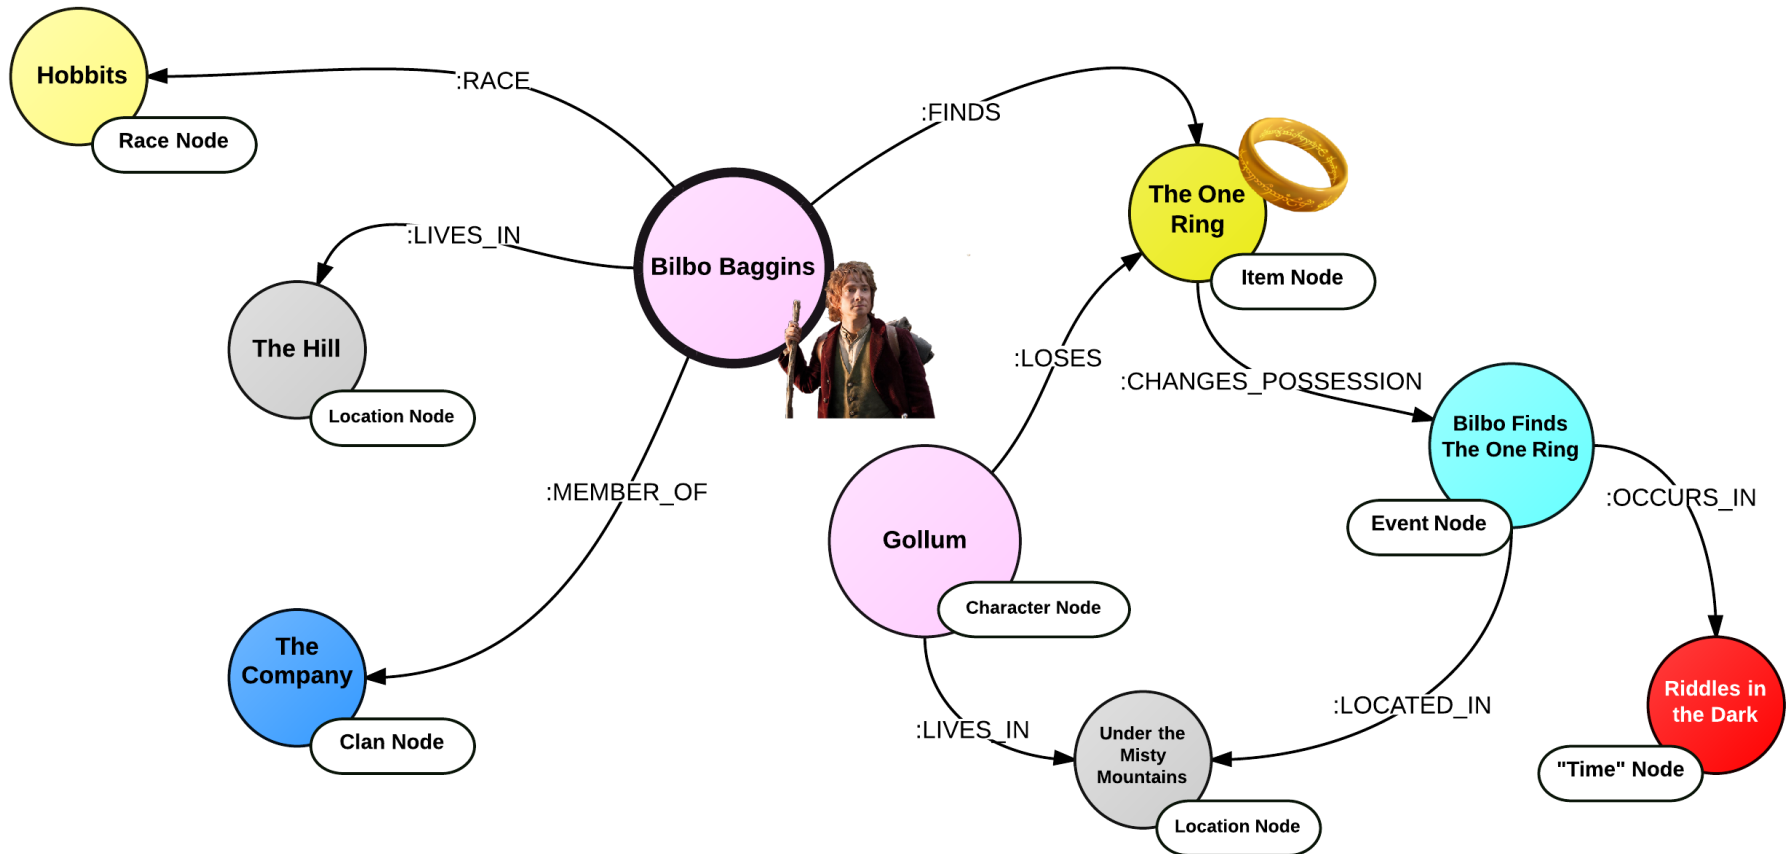 Hobbits
Race Node
:RACE
:FINDS
The One
Ring
Item Node
:LIVES_IN
Bilbo Baggins
The Hill
Location Node
:LOSES
:CHANGES_POSSESSION
Bilbo Finds
The One Ring
Event Node
:OCCURS_IN
:MEMBER_OF
Gollum
Character Node
The
Company
Clan Node
:LIVES_IN
Under the
Misty
Mountains
Location Node
:LOCATED_IN
Riddles in
the Dark
"Time" Node